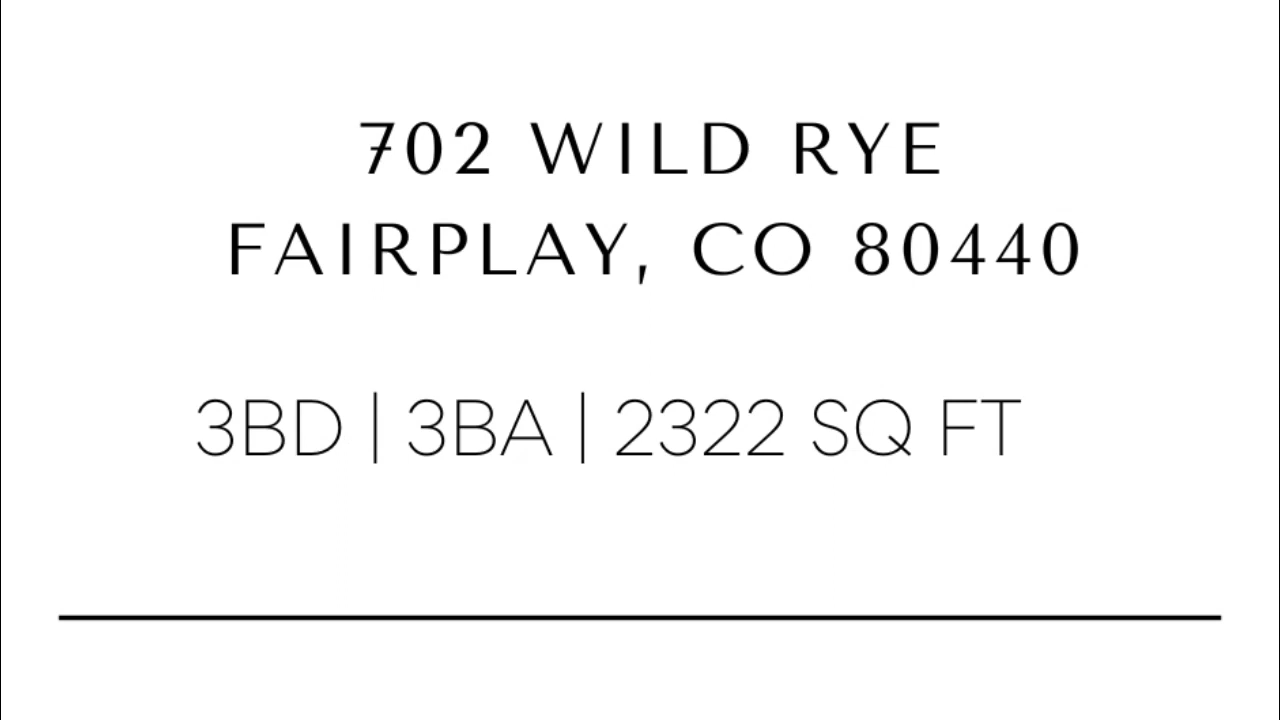 702 WILD RYE
FAIRPLAY, CO 80440
3BD | 3BA | 2322 SQ FT